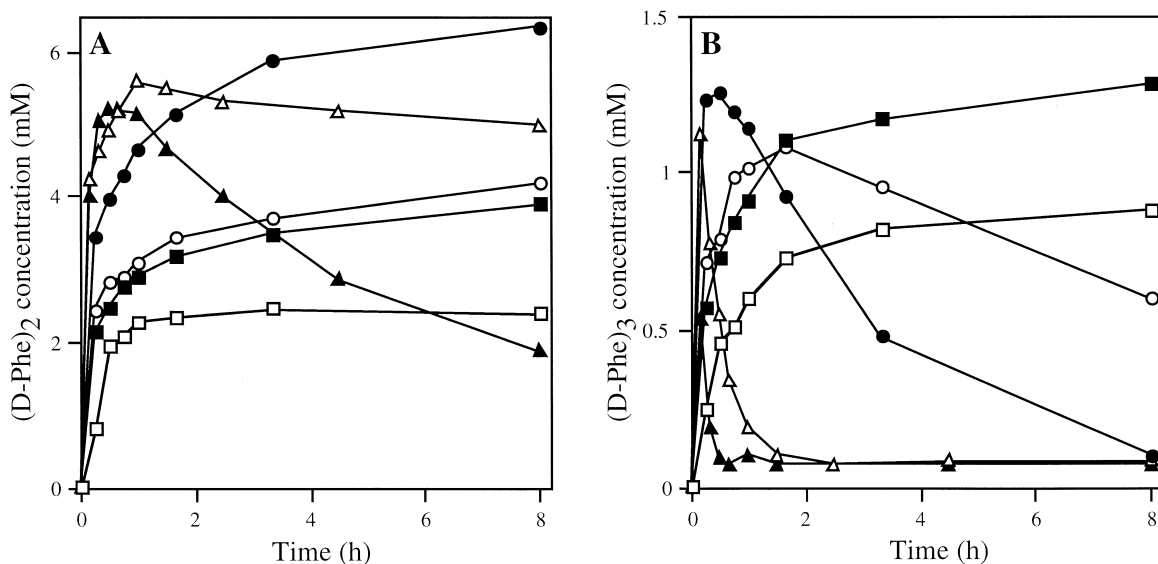 A
(D-Phe)2 concentration (mM)
6
4
2
0
0 2 4 6 8
Time (h)
B
(D-Phe)3 concentration (mM)
1.5
1
0.5
0
0 2 4 6 8
Time (h)